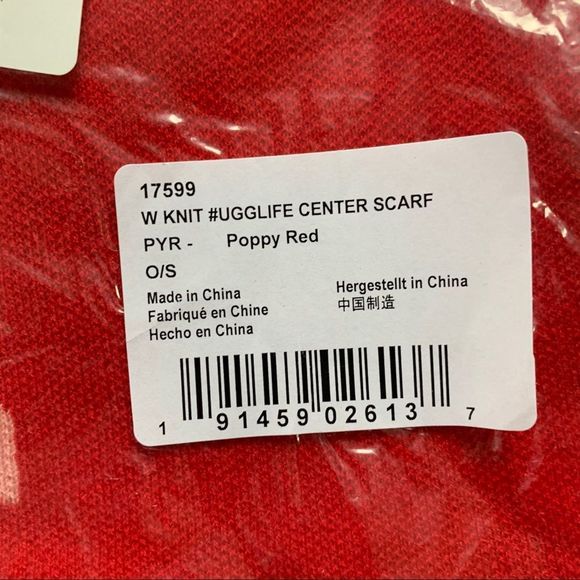 17599
W KNIT #UGGLIFE CENTER SCARF
PYR - Poppy Red
O/S
Made in China
Fabriqué en Chine
Hecho en China
Hergestellt in China
中国制造
1 91459 02613 7